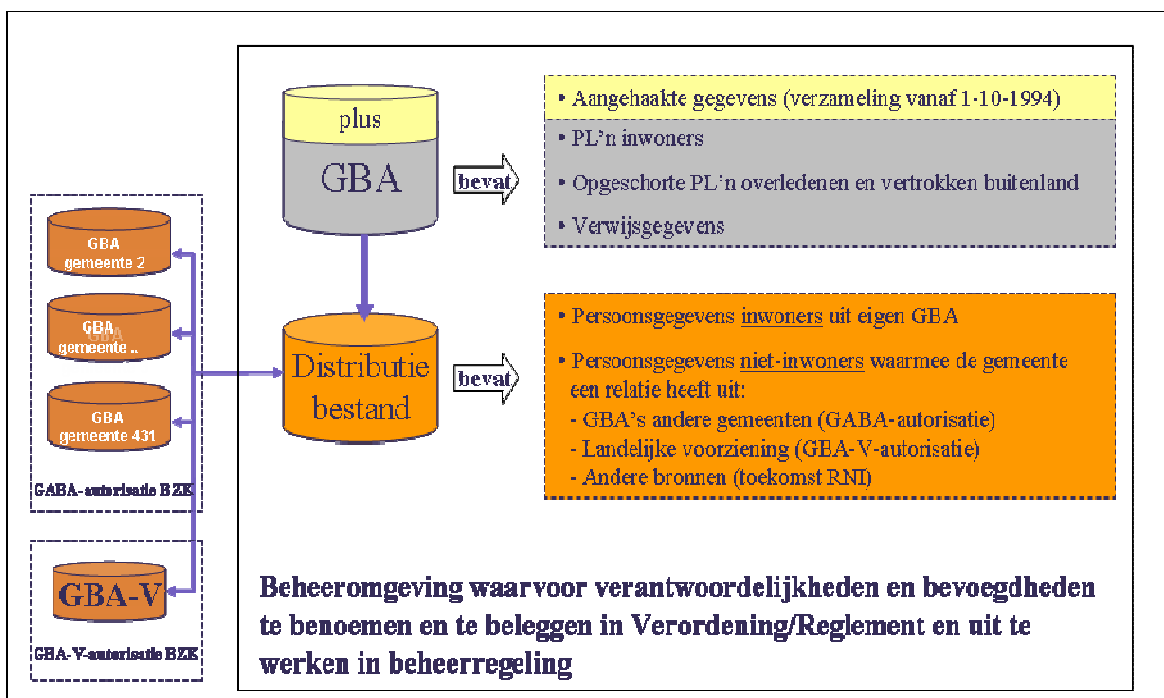 plus
GBA
bevat
• Aangehaakte gegevens (verzameling vanaf 1-10-1994)
• PL'n inwoners
• Opgeschorte PL'n overledenen en vertrokken buitenland
• Verwijsgegevens
GBA
gemeente 2
GBA
gemeente ..
GBA
gemeente 431
GABA-autorisatie BZK
GBA-V
GBA-V-autorisatie BZK
Distributie
bestand
bevat
• Persoonsgegevens inwoners uit eigen GBA
• Persoonsgegevens niet-inwoners waarmee de gemeente
een relatie heeft uit:
- GBA's andere gemeenten (GABA-autorisatie)
- Landelijke voorziening (GBA-V-autorisatie)
- Andere bronnen (toekomst RNI)
Beheeromgeving waarvoor verantwoordelijkheden en bevoegdheden
te benoemen en te beleggen in Verordening/Reglement en uit te
werken in beheerregeling